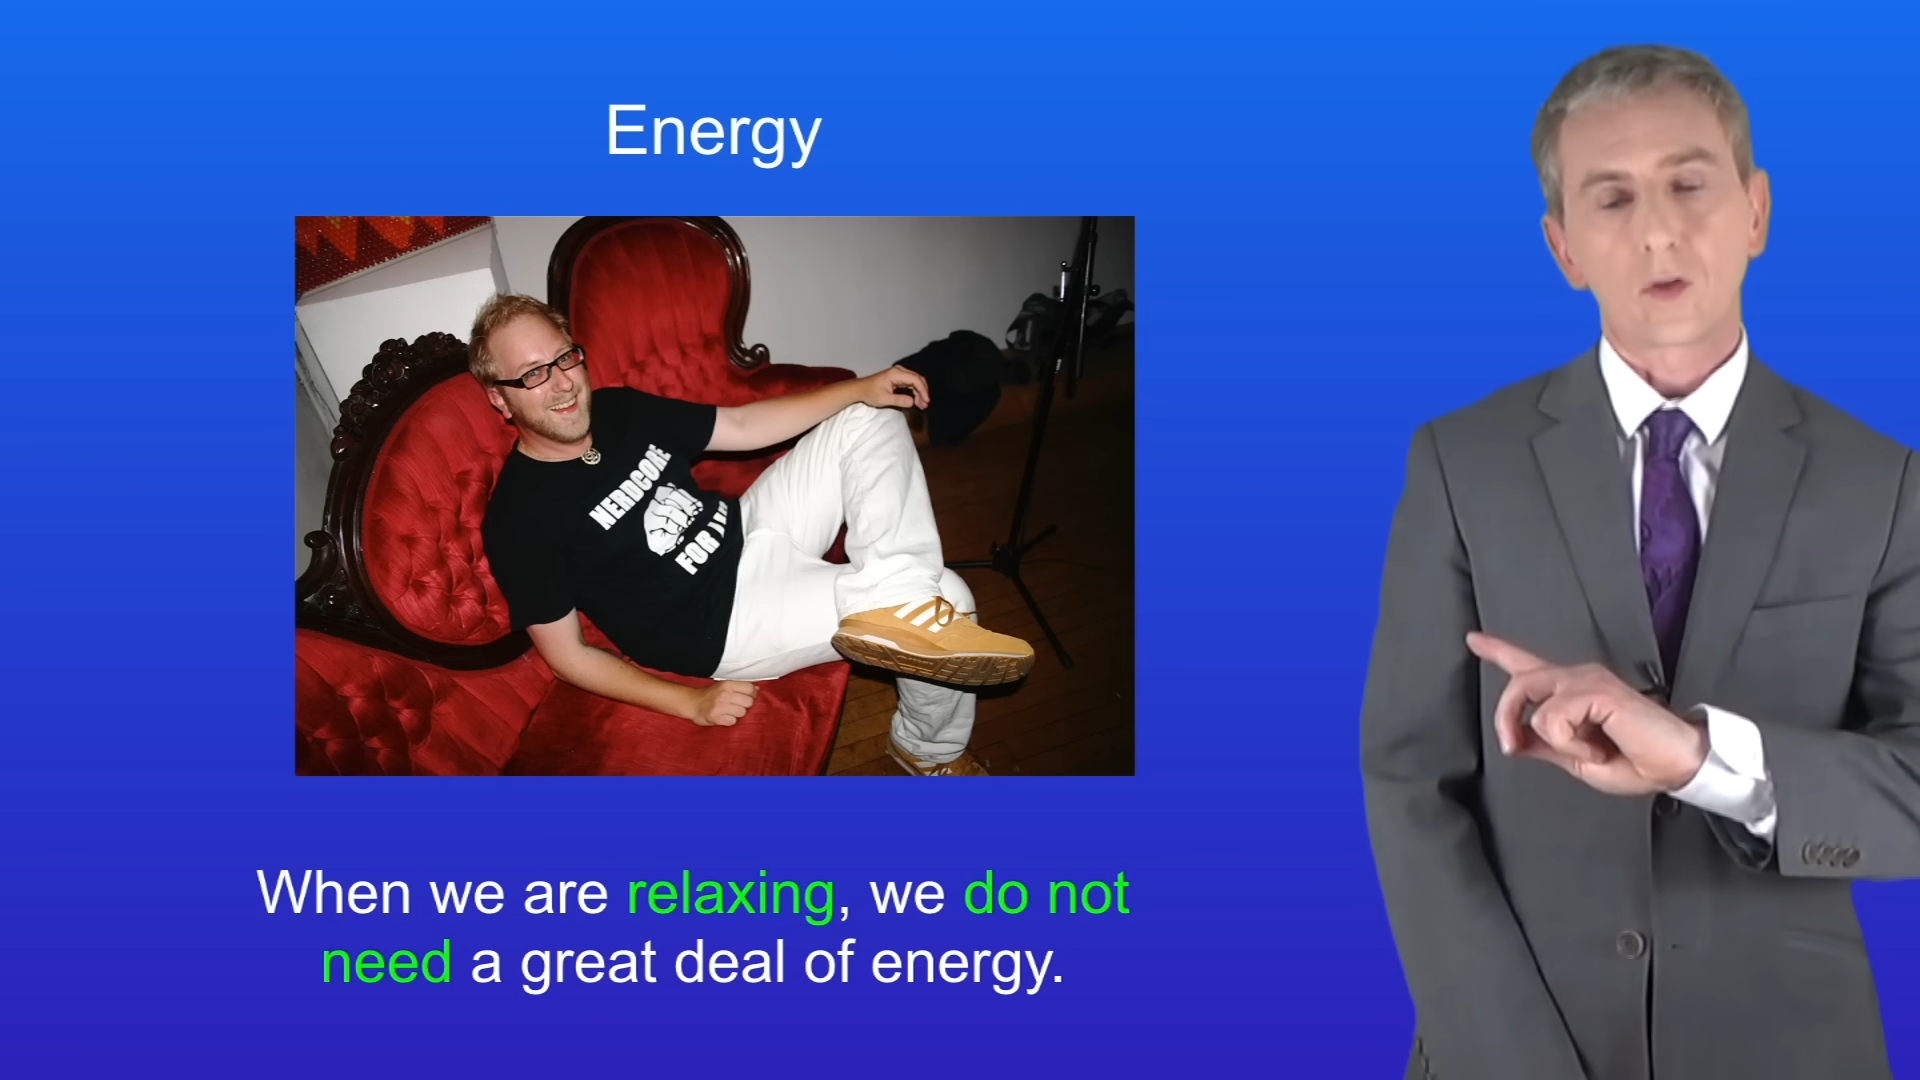 Energy
NERDCORE
FOR
When we are relaxing, we do not
need a great deal of energy.